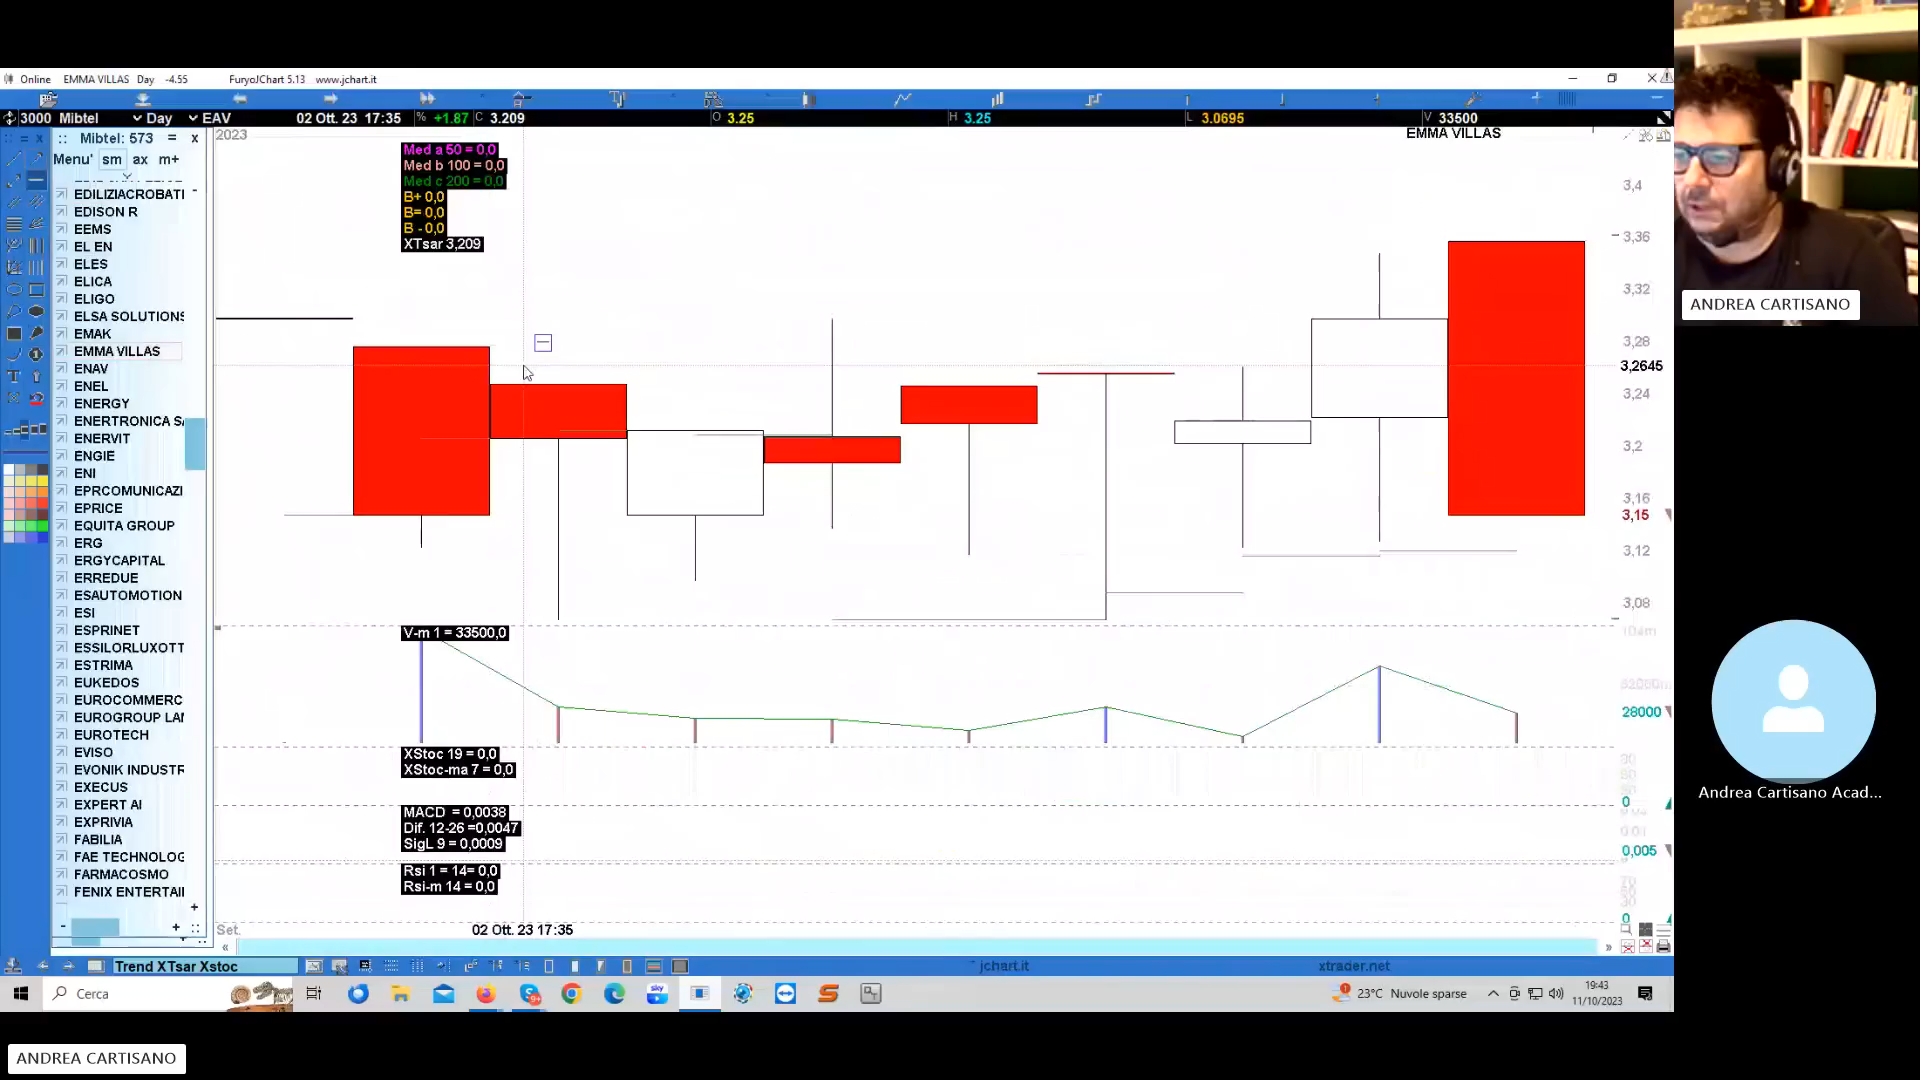 Online EMMA VILLAS Day -4.55 FuryoJChart 5.13 www.jchart.it
3000 Mibtel Day EAV 02 Ott. 23 17:35 % +1.87 C 3.209 O 3.25 H 3.25 L 3.0695 V 33500
Mibtel: 573 = x
Menu' sm ax m+
EDILIZIACROBATI
EDISON R
EEMS
EL EN
ELES
ELICA
ELIGO
ELSA SOLUTIONS
EMAK
EMMA VILLAS
ENAV
ENEL
ENERGY
ENERTRONICA SA
ENERVIT
ENGIE
ENI
EPRCOMUNICAZI
EPRICE
EQUITA GROUP
ERG
ERGYCAPITAL
ERREDUE
ESAUTOMOTION
ESI
ESPRINET
ESSILORLUXOTT
ESTRIMA
EUKEDOS
EUROCOMMERC
EUROGROUP LAI
EUROTECH
EVISO
EVONIK INDUSTR
EXECUS
EXPERT AI
EXPRIVIA
FABILIA
FAE TECHNOLOG
FARMACOSMO
FENIX ENTERTAII
2023
Med a 50 = 0,0
Med b 100 = 0,0
Med c 200 = 0,0
B+ 0,0
B= 0,0
B - 0,0
XTsar 3,209
EMMA VILLAS
3,4
3,36
3,32
3,28
3,2645
3,24
3,2
3,16
3,15
3,12
3,08
V-m 1 = 33500,0
28000
XStoc 19 = 0,0
XStoc-ma 7 = 0,0
0
MACD = 0,0038
Dif. 12-26 =0,0047
SigL 9 = 0,0009
0,005
Rsi 1 = 14= 0,0
Rsi-m 14 = 0,0
0
Set. 02 Ott. 23 17:35
Trend XTsar Xstoc
jchart.it xtrader.net
Cerca
23°C Nuvole sparse
19:43
11/10/2023
ANDREA CARTISANO
Andrea Cartisano Acad...
ANDREA CARTISANO